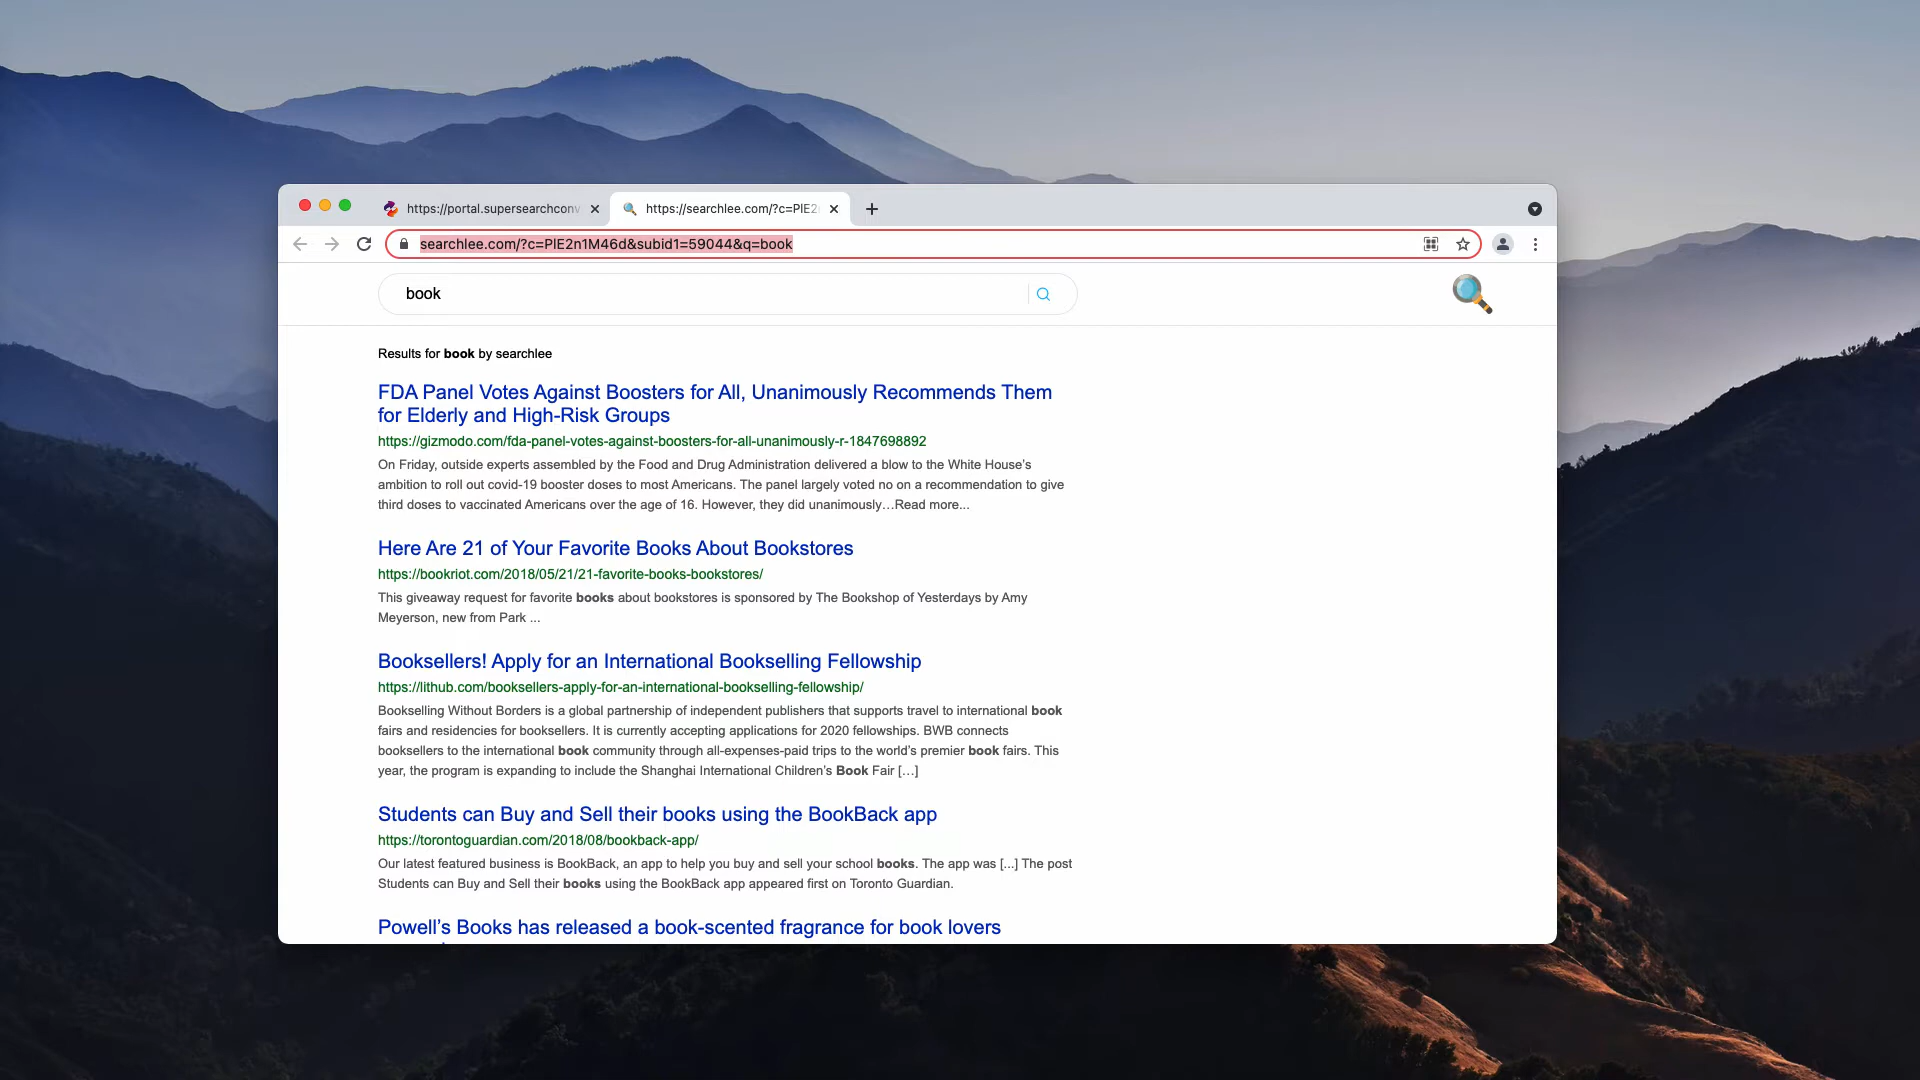 https://portal.supersearchconv
https://searchlee.com/?c=PlE2
searchlee.com/?c=PlE2n1M46d&subid1=59044&q=book
book
Results for book by searchlee
FDA Panel Votes Against Boosters for All, Unanimously Recommends Them
for Elderly and High-Risk Groups
https://gizmodo.com/fda-panel-votes-against-boosters-for-all-unanimously-r-1847698892
On Friday, outside experts assembled by the Food and Drug Administration delivered a blow to the White House’s
ambition to roll out covid-19 booster doses to most Americans. The panel largely voted no on a recommendation to give
third doses to vaccinated Americans over the age of 16. However, they did unanimously…Read more...
Here Are 21 of Your Favorite Books About Bookstores
https://bookriot.com/2018/05/21/21-favorite-books-bookstores/
This giveaway request for favorite books about bookstores is sponsored by The Bookshop of Yesterdays by Amy
Meyerson, new from Park ...
Booksellers! Apply for an International Bookselling Fellowship
https://lithub.com/booksellers-apply-for-an-international-bookselling-fellowship/
Bookselling Without Borders is a global partnership of independent publishers that supports travel to international book
fairs and residencies for booksellers. It is currently accepting applications for 2020 fellowships. BWB connects
booksellers to the international book community through all-expenses-paid trips to the world’s premier book fairs. This
year, the program is expanding to include the Shanghai International Children’s Book Fair […]
Students can Buy and Sell their books using the BookBack app
https://torontoguardian.com/2018/08/bookback-app/
Our latest featured business is BookBack, an app to help you buy and sell your school books. The app was [...] The post
Students can Buy and Sell their books using the BookBack app appeared first on Toronto Guardian.
Powell’s Books has released a book-scented fragrance for book lovers